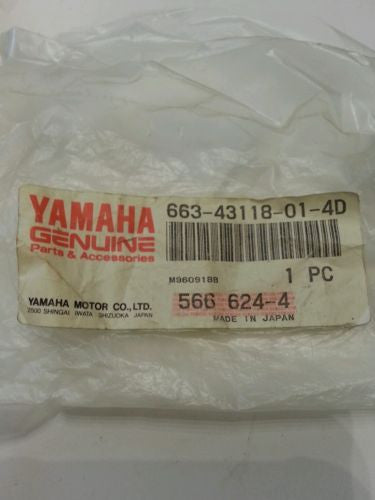 YAMAHA
GENUINE
Parts & Accessories
663-43118-01-4D
M960918B
1 PC
YAMAHA MOTOR CO., LTD.
2500 SHINGAI IWATA SHIZUOKA JAPAN
566 624-4
MADE IN JAPAN